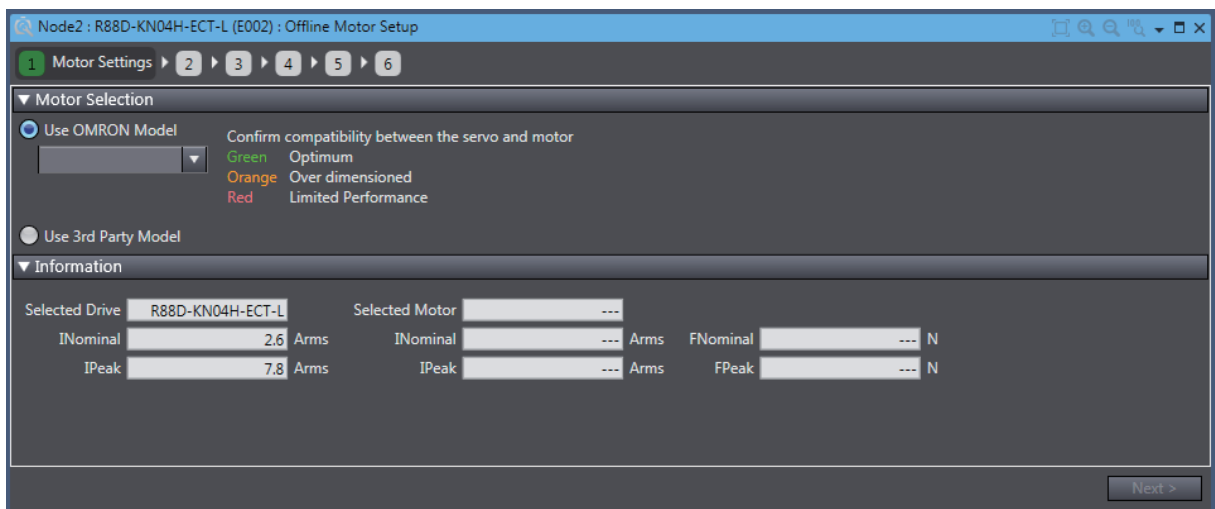 Node2 : R88D-KN04H-ECT-L (E002) : Offline Motor Setup
1 Motor Settings 2 3 4 5 6
Motor Selection
Use OMRON Model
Confirm compatibility between the servo and motor
Green Optimum
Orange Over dimensioned
Red Limited Performance
Use 3rd Party Model
Information
Selected Drive R88D-KN04H-ECT-L Selected Motor ---
INominal 2.6 Arms INominal --- Arms FNominal --- N
IPeak 7.8 Arms IPeak --- Arms FPeak --- N
Next >